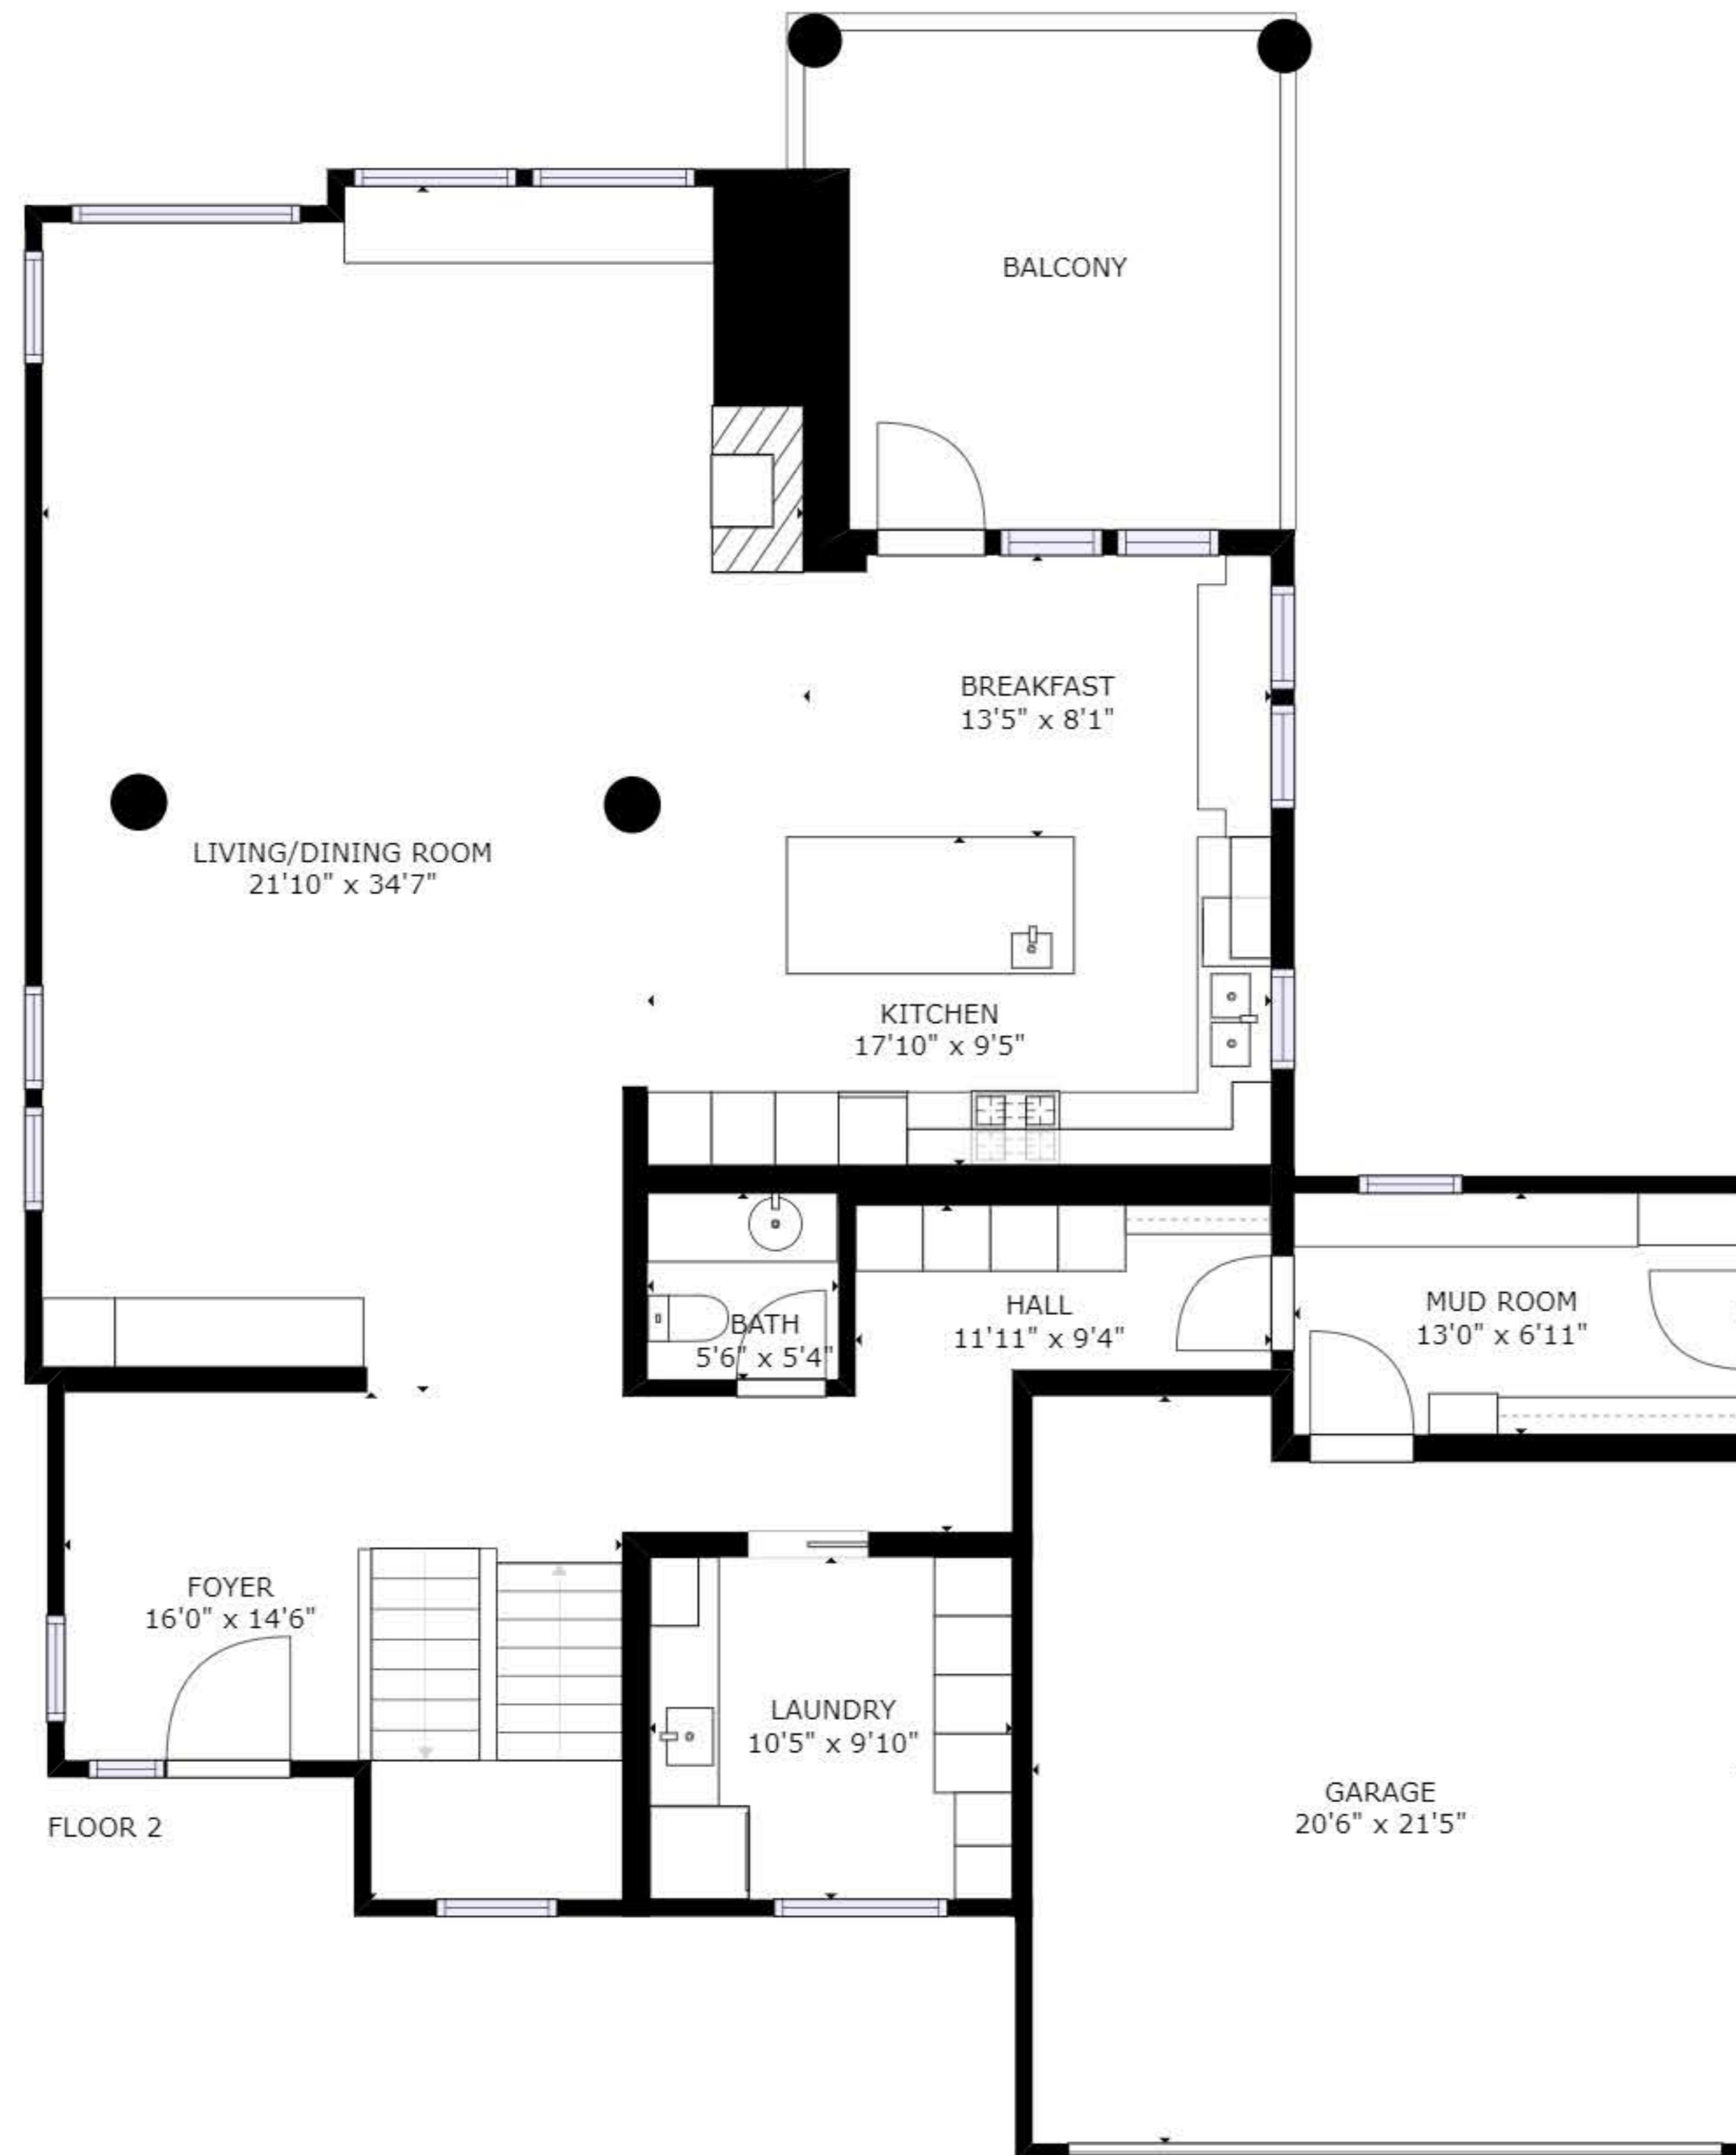 BALCONY
BREAKFAST
13'5" x 8'1"
LIVING/DINING ROOM
21'10" x 34'7"
KITCHEN
17'10" x 9'5"
BATH
5'6" x 5'4"
HALL
11'11" x 9'4"
MUD ROOM
13'0" x 6'11"
FOYER
16'0" x 14'6"
LAUNDRY
10'5" x 9'10"
GARAGE
20'6" x 21'5"
FLOOR 2